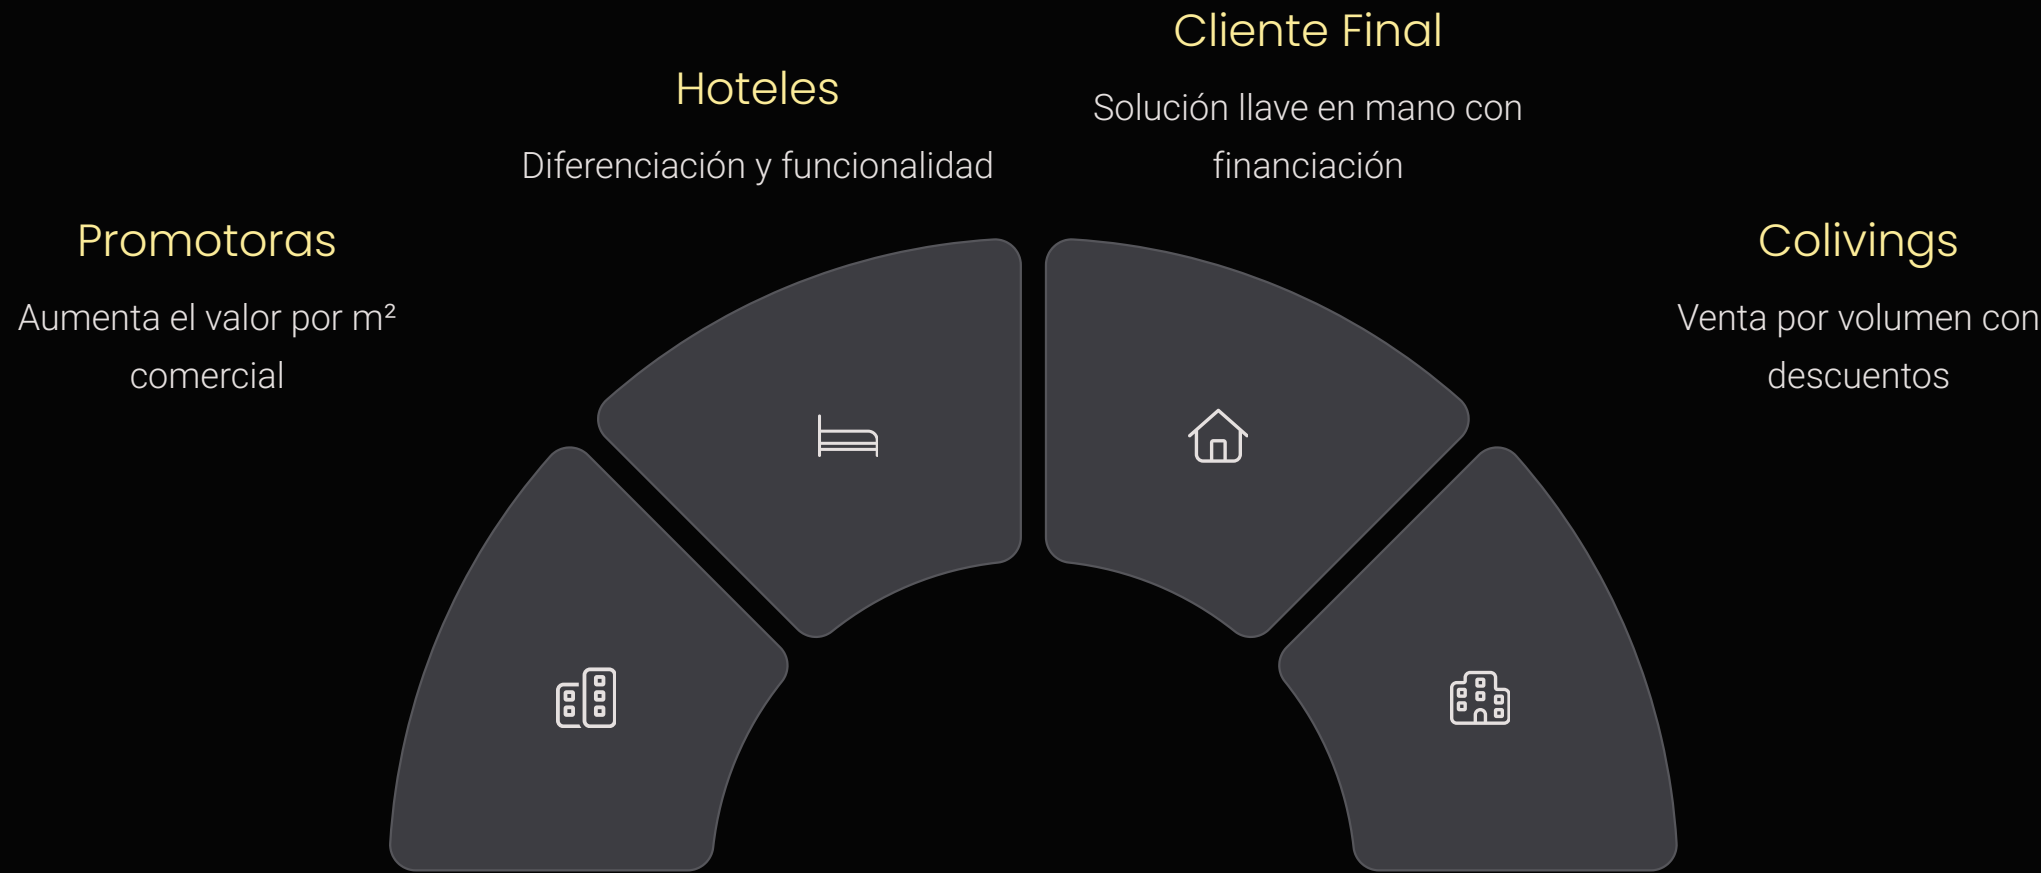 Promotoras
Aumenta el valor por m²
comercial
Hoteles
Diferenciación y funcionalidad
Cliente Final
Solución llave en mano con
financiación
Colivings
Venta por volumen con
descuentos